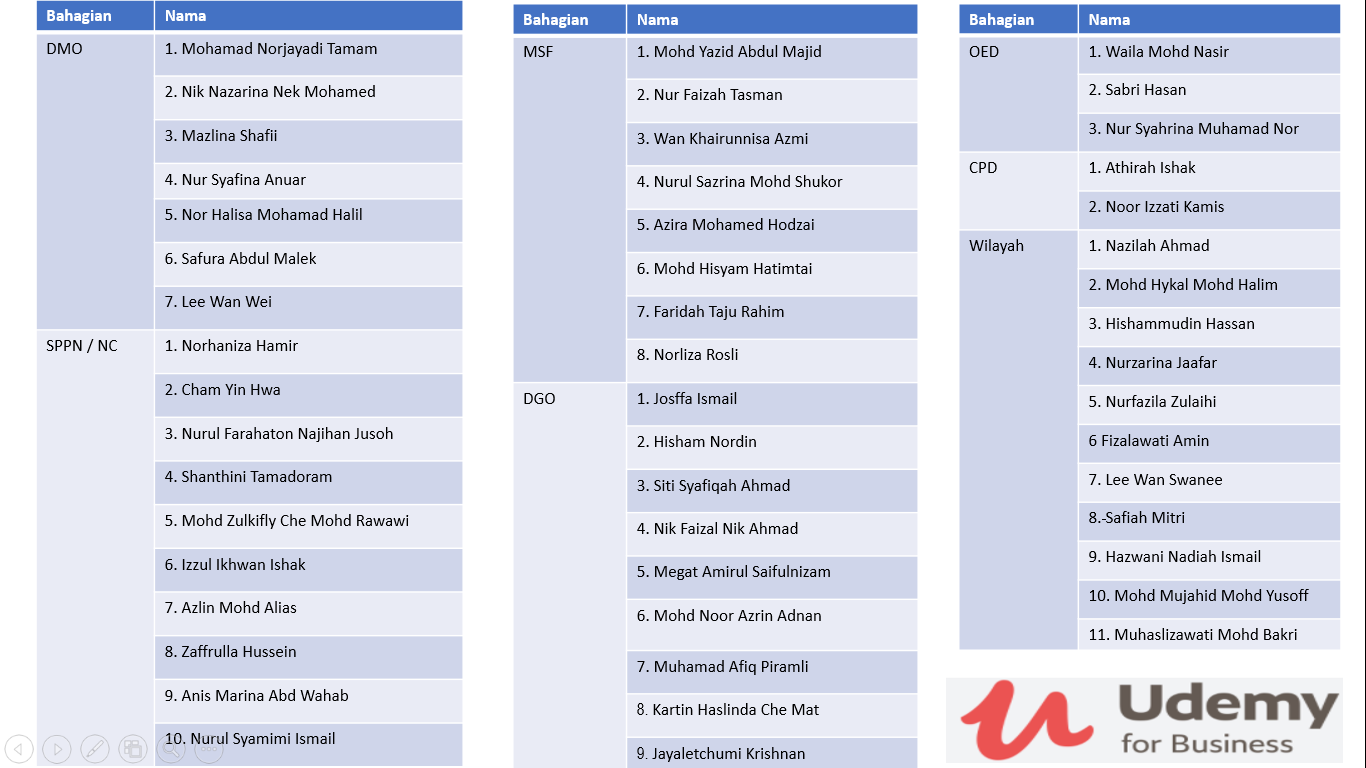 Bahagian Nama
DMO 1. Mohamad Norjayadi Tamam
2. Nik Nazarina Nek Mohamed
3. Mazlina Shafii
4. Nur Syafina Anuar
5. Nor Halisa Mohamad Halil
6. Safura Abdul Malek
7. Lee Wan Wei
SPPN / NC 1. Norhaniza Hamir
2. Cham Yin Hwa
3. Nurul Farahaton Najihan Jusoh
4. Shanthini Tamadoram
5. Mohd Zulkifly Che Mohd Rawawi
6. Izzul Ikhwan Ishak
7. Azlin Mohd Alias
8. Zaffrulla Hussein
9. Anis Marina Abd Wahab
10. Nurul Syamimi Ismail
Bahagian Nama
MSF 1. Mohd Yazid Abdul Majid
2. Nur Faizah Tasman
3. Wan Khairunnisa Azmi
4. Nurul Sazrina Mohd Shukor
5. Azira Mohamed Hodzai
6. Mohd Hisyam Hatimtai
7. Faridah Taju Rahim
8. Norliza Rosli
DGO 1. Josffa Ismail
2. Hisham Nordin
3. Siti Syafiqah Ahmad
4. Nik Faizal Nik Ahmad
5. Megat Amirul Saifulnizam
6. Mohd Noor Azrin Adnan
7. Muhamad Afiq Piramli
8. Kartin Haslinda Che Mat
9. Jayaletchumi Krishnan
Bahagian Nama
OED 1. Waila Mohd Nasir
2. Sabri Hasan
3. Nur Syahrina Muhamad Nor
CPD 1. Athirah Ishak
2. Noor Izzati Kamis
Wilayah 1. Nazilah Ahmad
2. Mohd Hykal Mohd Halim
3. Hishammudin Hassan
4. Nurzarina Jaafar
5. Nurfazila Zulaihi
6 Fizalawati Amin
7. Lee Wan Swanee
8.-Safiah Mitri
9. Hazwani Nadiah Ismail
10. Mohd Mujahid Mohd Yusoff
11. Muhaslizawati Mohd Bakri
Udemy
for Business